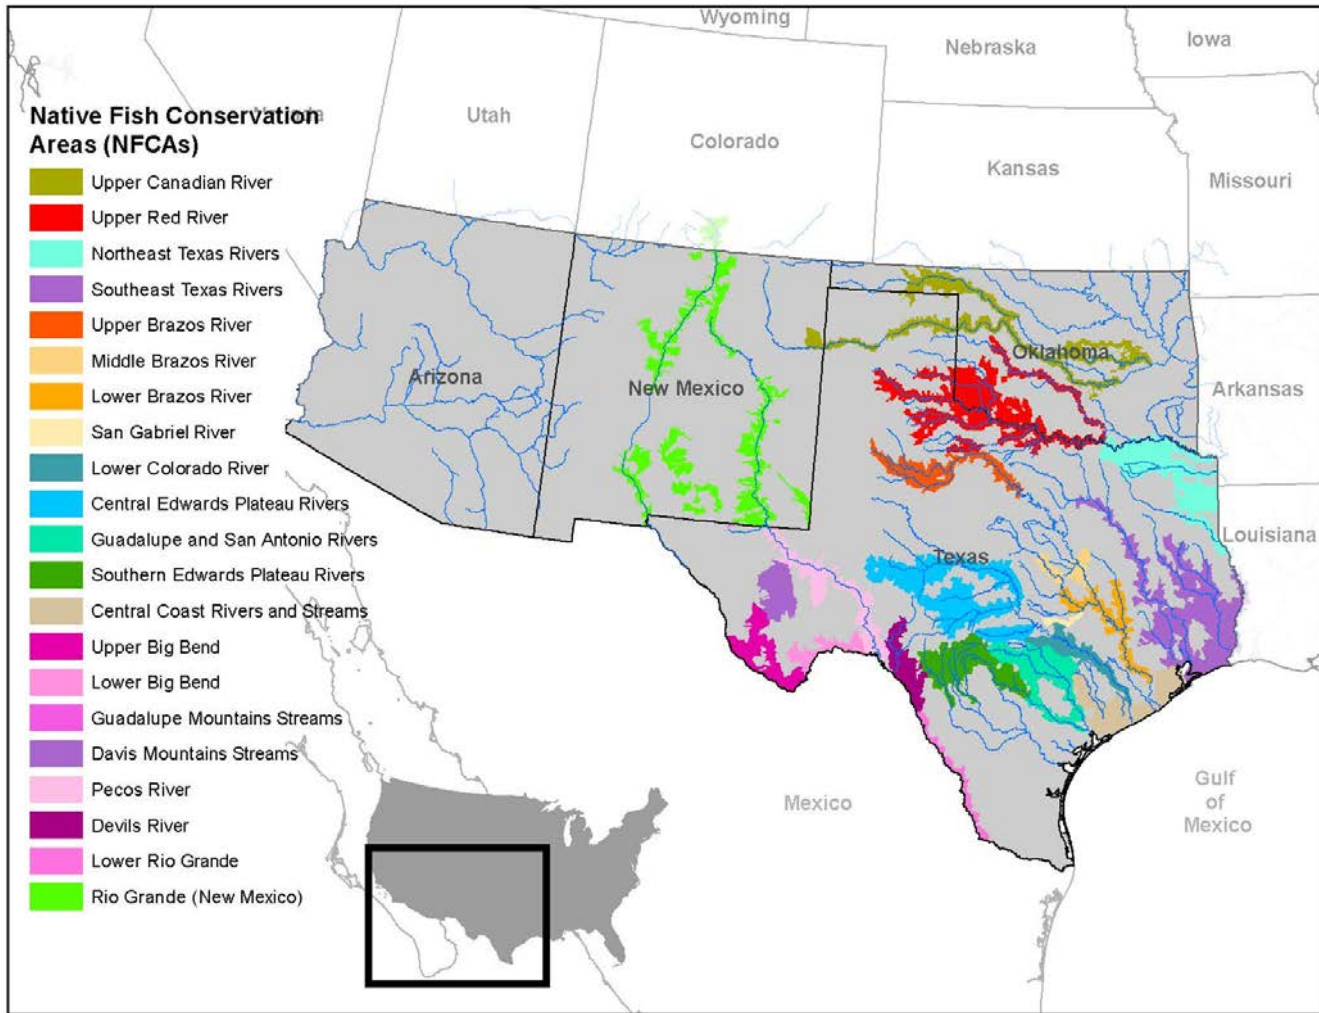 Wyoming
Nebraska
Iowa
Native Fish Conservation
Nevada
Areas (NFCAs)
Utah
Colorado
Kansas
Missouri
Upper Canadian River
Upper Red River
Northeast Texas Rivers
Southeast Texas Rivers
Upper Brazos River
Middle Brazos River
Lower Brazos River
San Gabriel River
Lower Colorado River
Central Edwards Plateau Rivers
Guadalupe and San Antonio Rivers
Southern Edwards Plateau Rivers
Central Coast Rivers and Streams
Upper Big Bend
Lower Big Bend
Guadalupe Mountains Streams
Davis Mountains Streams
Pecos River
Devils River
Lower Rio Grande
Rio Grande (New Mexico)
Arizona
New Mexico
Oklahoma
Arkansas
Texas
Louisiana
Mexico
Gulf
of
Mexico